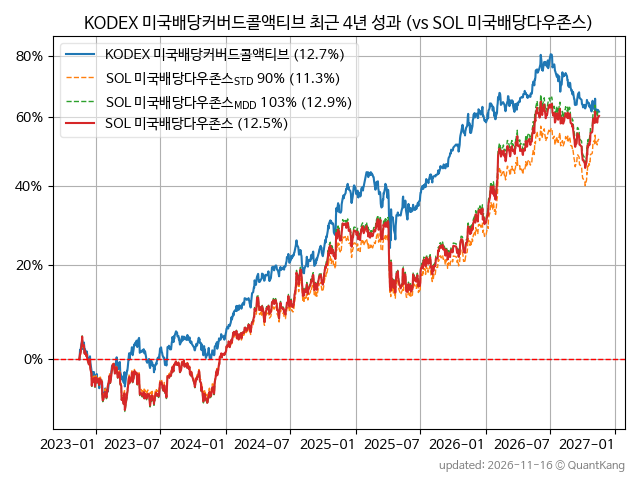 KODEX 미국배당커버드콜액티브 최근 4년 성과 (vs SOL 미국배당다우존스)
KODEX 미국배당커버드콜액티브 (12.7%)
SOL 미국배당다우존스STD 90% (11.3%)
SOL 미국배당다우존스MDD 103% (12.9%)
SOL 미국배당다우존스 (12.5%)
80%
60%
40%
20%
0%
2023-01 2023-07 2024-01 2024-07 2025-01 2025-07 2026-01 2026-07 2027-01
updated: 2026-11-16 © QuantKang